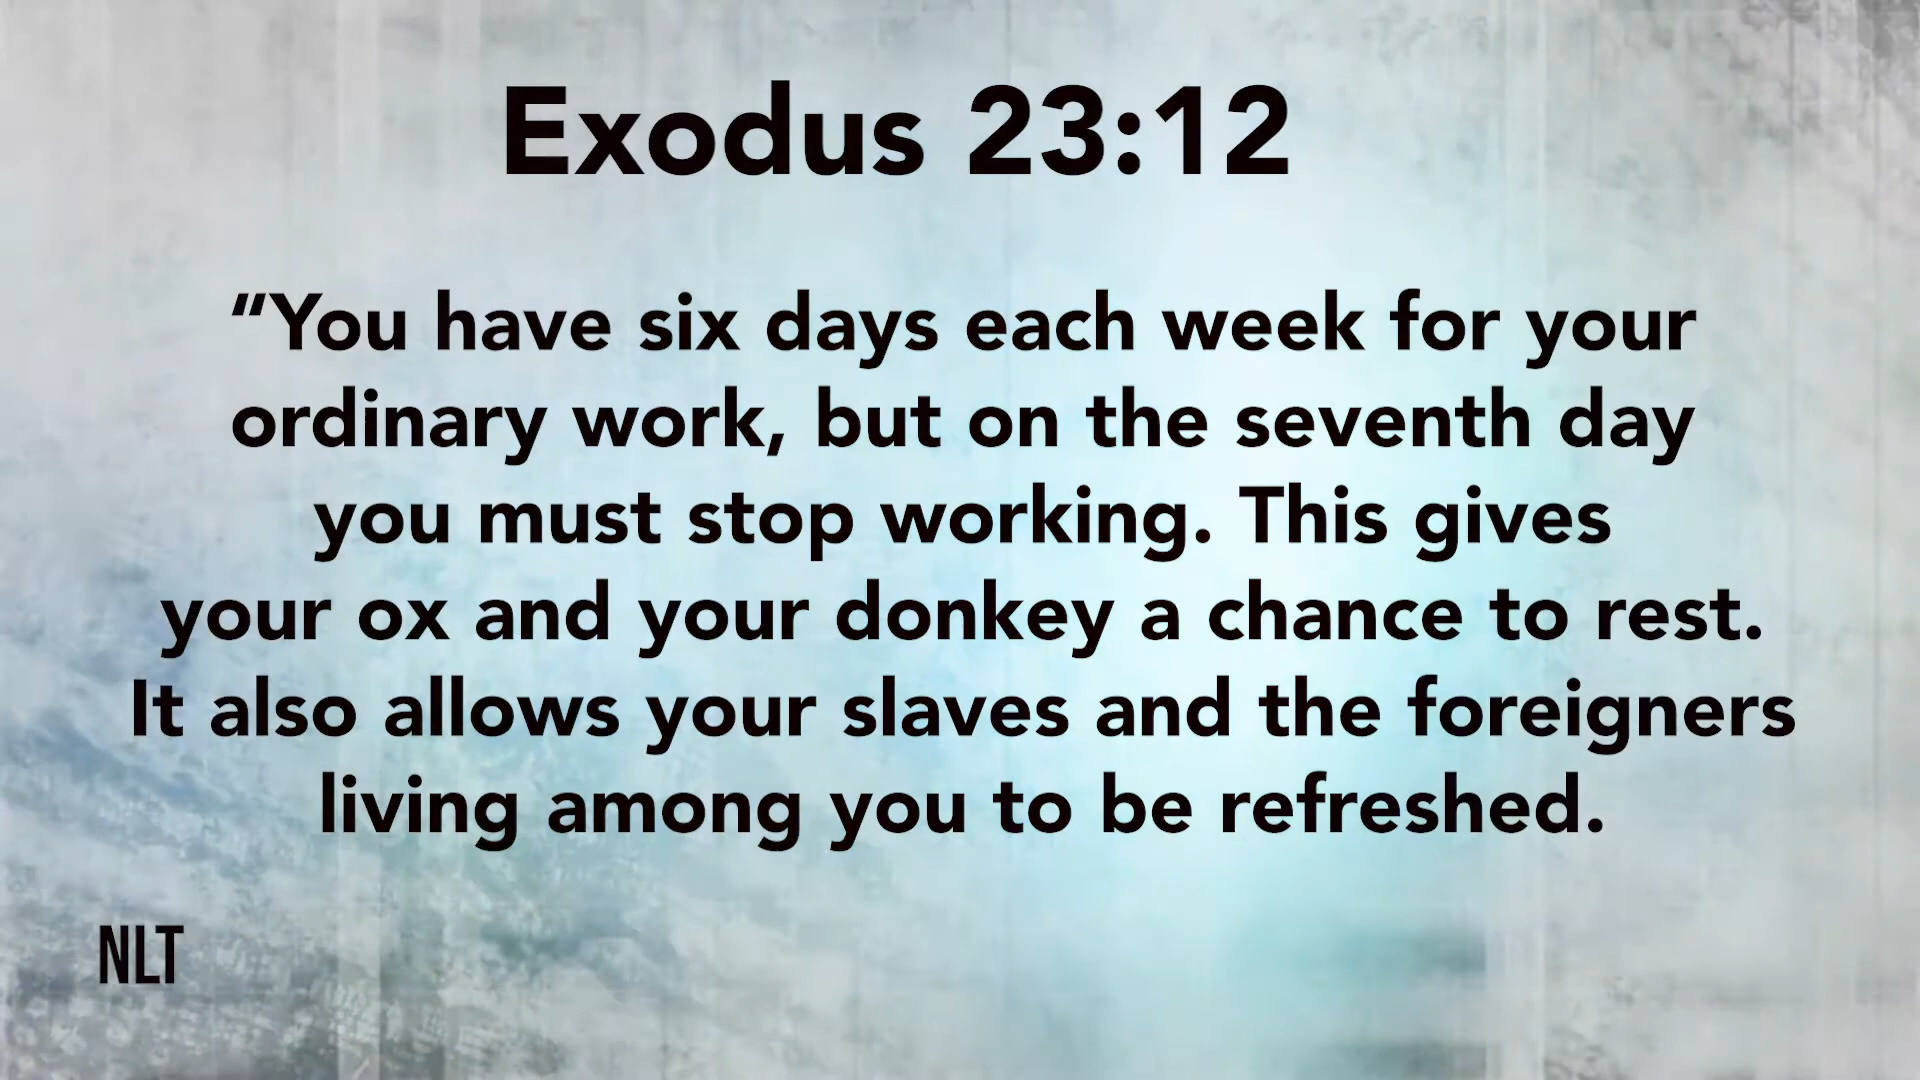 Exodus 23:12
“You have six days each week for your
ordinary work, but on the seventh day
you must stop working. This gives
your ox and your donkey a chance to rest.
It also allows your slaves and the foreigners
living among you to be refreshed.
NLT